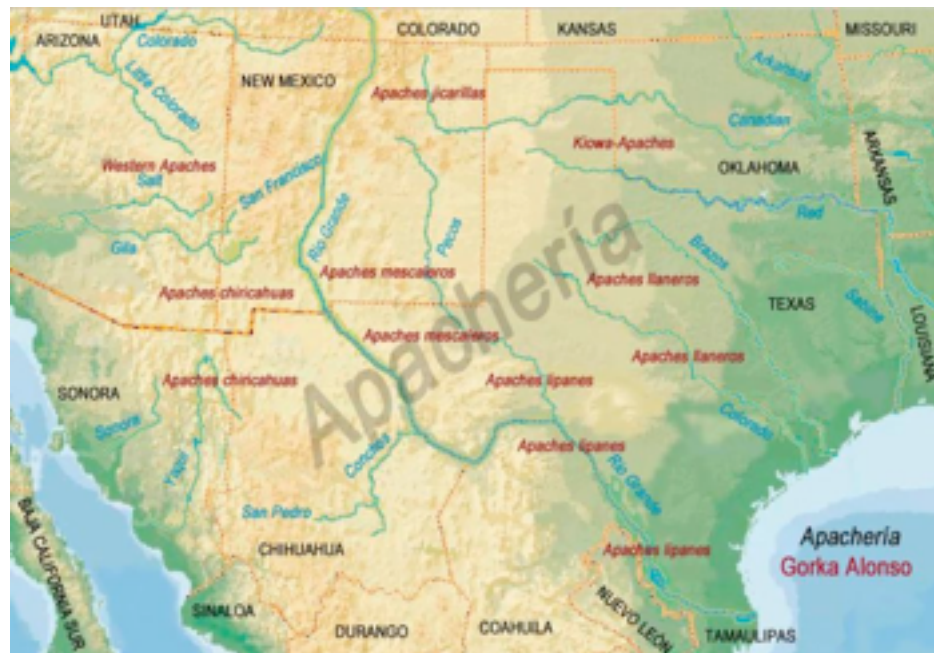 UTAH
COLORADO
KANSAS
MISSOURI
ARIZONA
Colorado
NEW MEXICO
Arkansas
Little Colorado
Apaches jicarillas
Canadian
Kiowa-Apaches
ARKANSAS
OKLAHOMA
Western Apaches
Salt
San Francisco
Río Grande
Pecos
Red
Gila
Brazos
Apachería
Apaches mescaleros
Apaches llaneros
Apaches chiricahuas
TEXAS
Sabine
LOUISIANA
Apaches mescaleros
Apaches llaneros
Apaches chiricahuas
Apaches lipanes
SONORA
Sonora
Colorado
Yaqui
Conchos
Apaches lipanes
Río Grande
San Pedro
BAJA CALIFORNIA SUR
CHIHUAHUA
Apaches lipanes
Apachería
Gorka Alonso
SINALOA
DURANGO
COAHUILA
NUEVO LEÓN
TAMAULIPAS